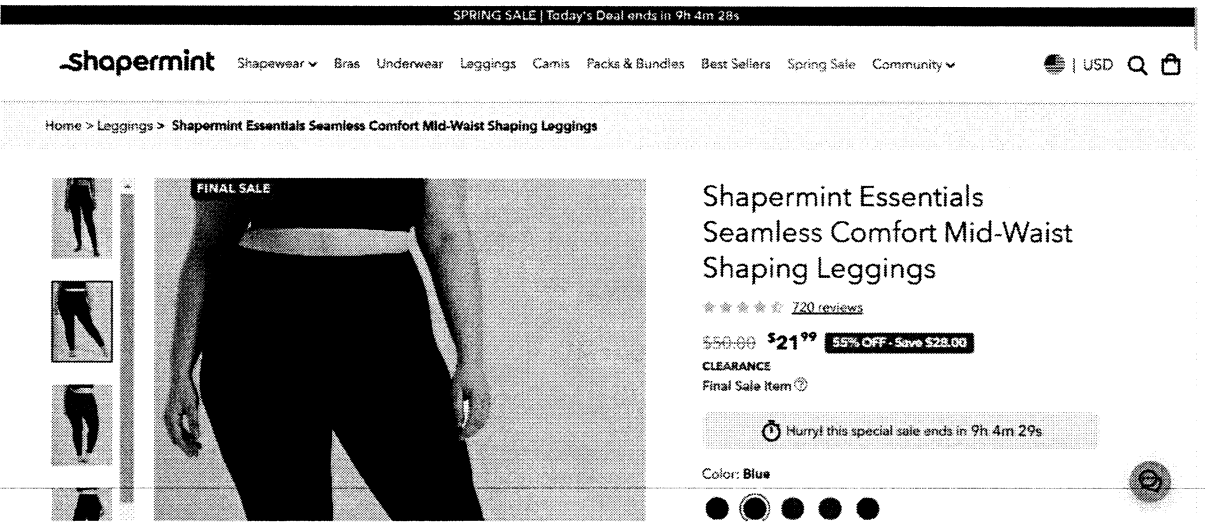 SPRING SALE | Today's Deal ends in 9h 4m 28s
Shapermint Shapewear Bras Underwear Leggings Camis Packs & Bundles Best Sellers Spring Sale Community | USD
Home > Leggings > Shapermint Essentials Seamless Comfort Mid-Waist Shaping Leggings
FINAL SALE
Shapermint Essentials
Seamless Comfort Mid-Waist
Shaping Leggings
720 reviews
$50.00 $21.99 55% OFF - Save $28.00
CLEARANCE
Final Sale Item ?
Hurry! this special sale ends in 9h 4m 29s
Color: Blue